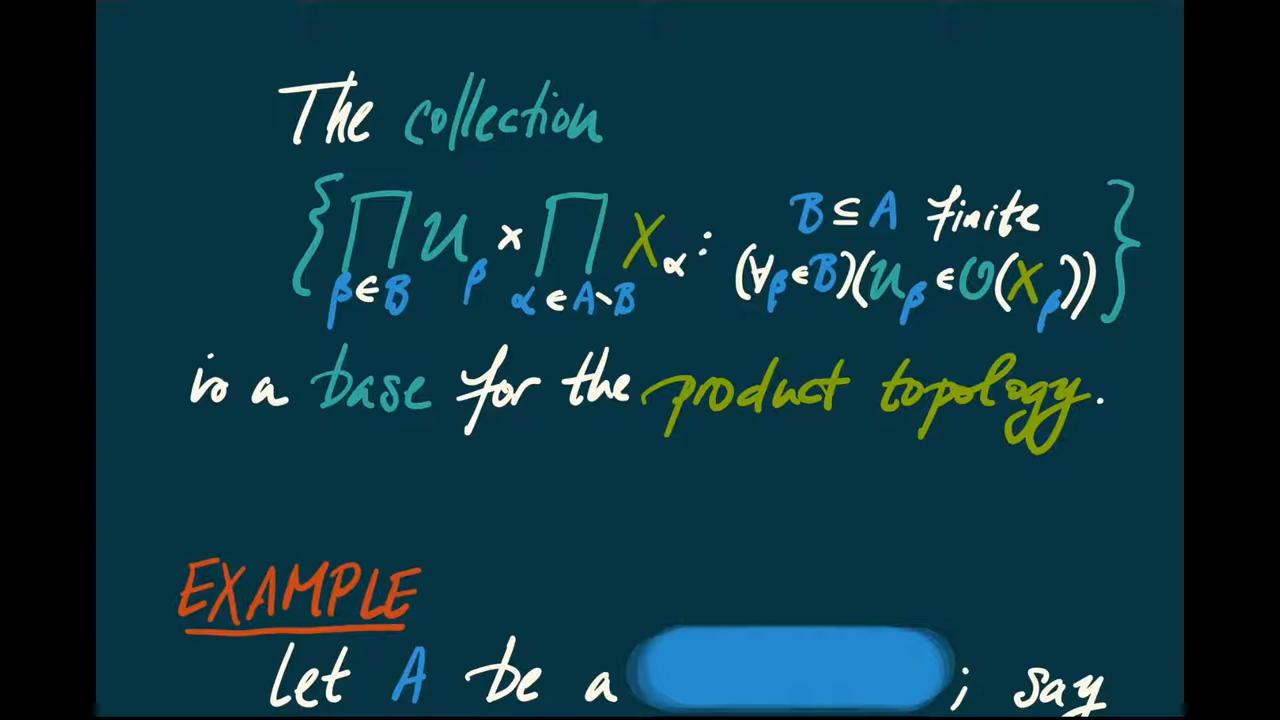 The collection
{∏_{β∈B} U_β × ∏_{α∈A∖B} X_α : B ⊆ A finite (∀β∈B)(U_β ∈ O(X_β))}
is a base for the product topology.
EXAMPLE
Let A be a ; say